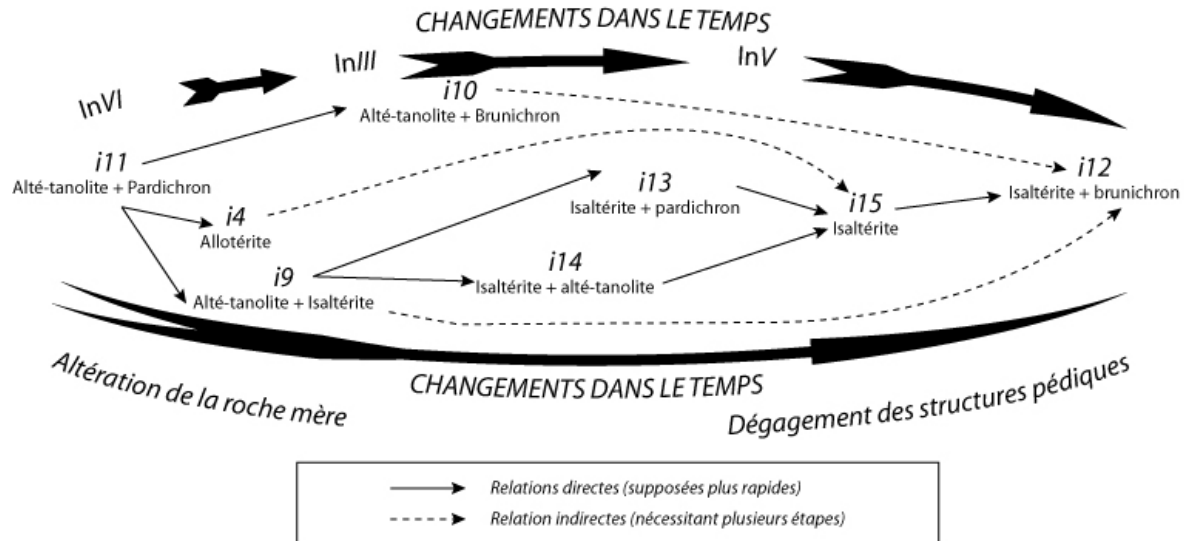 CHANGEMENTS DANS LE TEMPS
InVI
InIII
InV
i10
Alté-tanolite + Brunichron
i11
Alté-tanolite + Pardichron
i12
Isaltérite + brunichron
i13
Isaltérite + pardichron
i15
Isaltérite
i4
Allotérite
i14
Isaltérite + alté-tanolite
i9
Alté-tanolite + Isaltérite
Altération de la roche mère
CHANGEMENTS DANS LE TEMPS
Dégagement des structures pédiques
Relations directes (supposées plus rapides)
Relation indirectes (nécessitant plusieurs étapes)